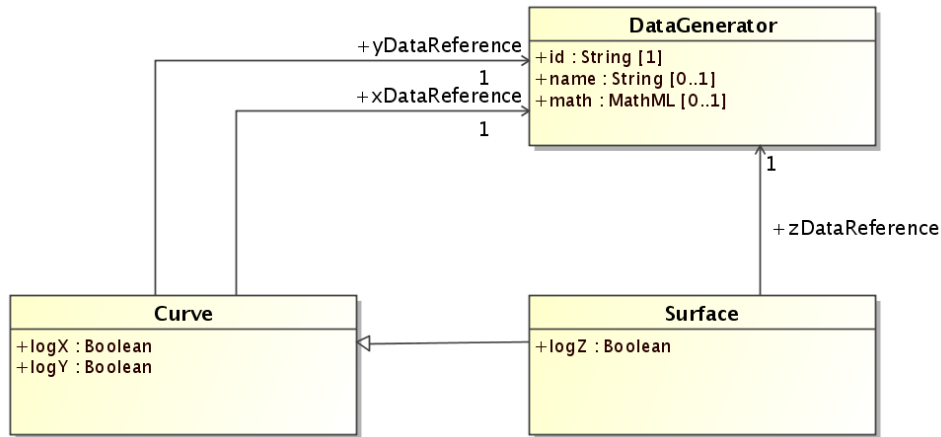 DataGenerator
+id : String [1]
+name : String [0..1]
+math : MathML [0..1]
+yDataReference
1
+xDataReference
1
1
+zDataReference
Curve
+logX : Boolean
+logY : Boolean
Surface
+logZ : Boolean